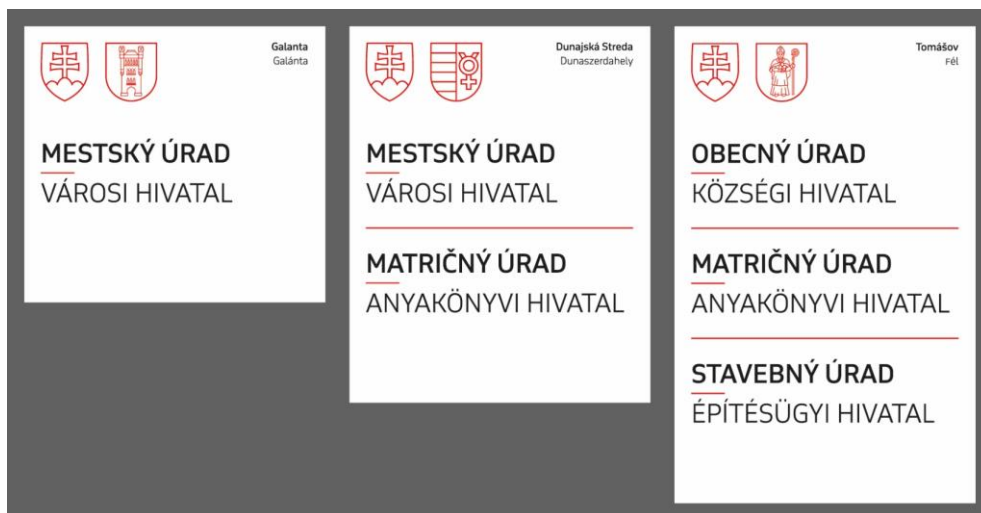 Galanta
Galánta
MESTSKÝ ÚRAD
VÁROSI HIVATAL
Dunajská Streda
Dunaszerdahely
MESTSKÝ ÚRAD
VÁROSI HIVATAL
MATRIČNÝ ÚRAD
ANYAKÖNYVI HIVATAL
Tomášov
Fél
OBECNÝ ÚRAD
KÖZSÉGI HIVATAL
MATRIČNÝ ÚRAD
ANYAKÖNYVI HIVATAL
STAVEBNÝ ÚRAD
ÉPÍTÉSÜGYI HIVATAL